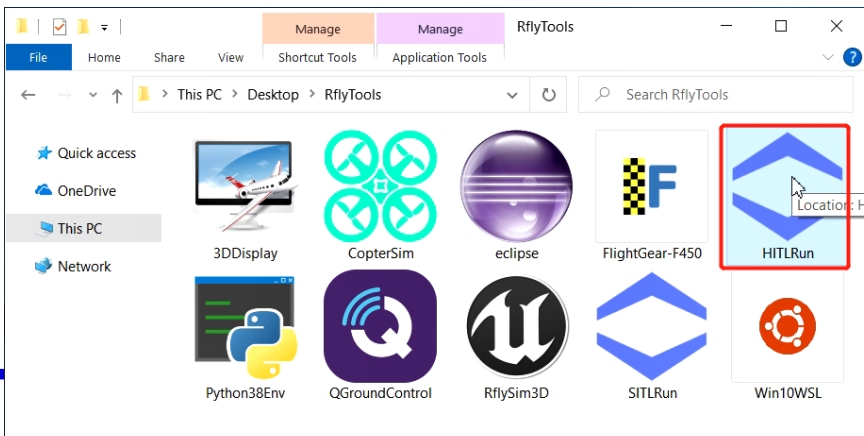 Manage
Manage
RflyTools
File
Home
Share
View
Shortcut Tools
Application Tools
?
This PC
Desktop
RflyTools
Search RflyTools
Quick access
OneDrive
This PC
Network
F
3DDisplay
CopterSim
eclipse
FlightGear-F450
HITLRun
Location: H
Python38Env
QGroundControl
RflySim3D
SITLRun
Win10WSL